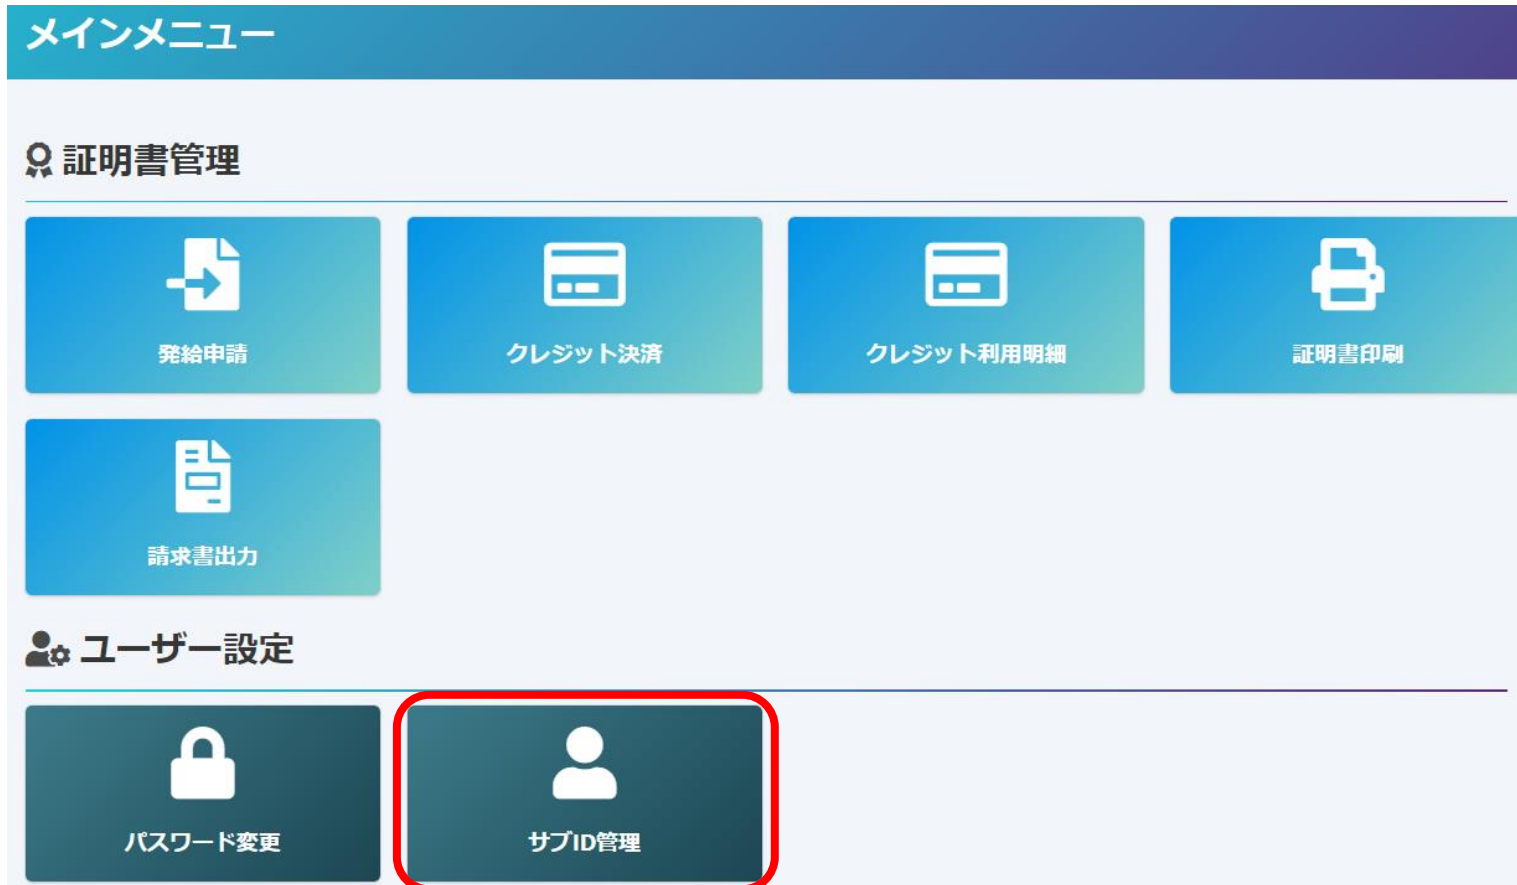 メインメニュー
証明書管理
発給申請
クレジット決済
クレジット利用明細
証明書印刷
請求書出力
ユーザー設定
パスワード変更
サブID管理